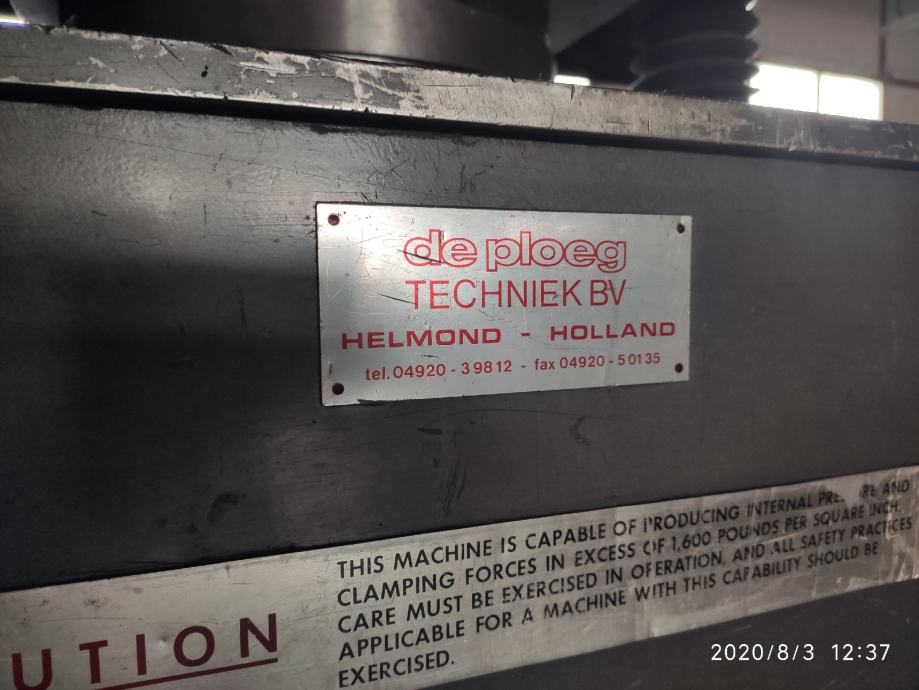 de ploeg
TECHNIEK BV
HELMOND - HOLLAND
tel. 04920 - 39812 - fax 04920 - 50135
UTION
THIS MACHINE IS CAPABLE OF PRODUCING INTERNAL PRE RE AND
CLAMPING FORCES IN EXCESS OF 1,600 POUNDS PER SQUARE INCH.
CARE MUST BE EXERCISED IN OPERATION, AND ALL SAFETY PRACTICES
APPLICABLE FOR A MACHINE WITH THIS CAPABILITY SHOULD BE
EXERCISED.
2020/8/3 12:37